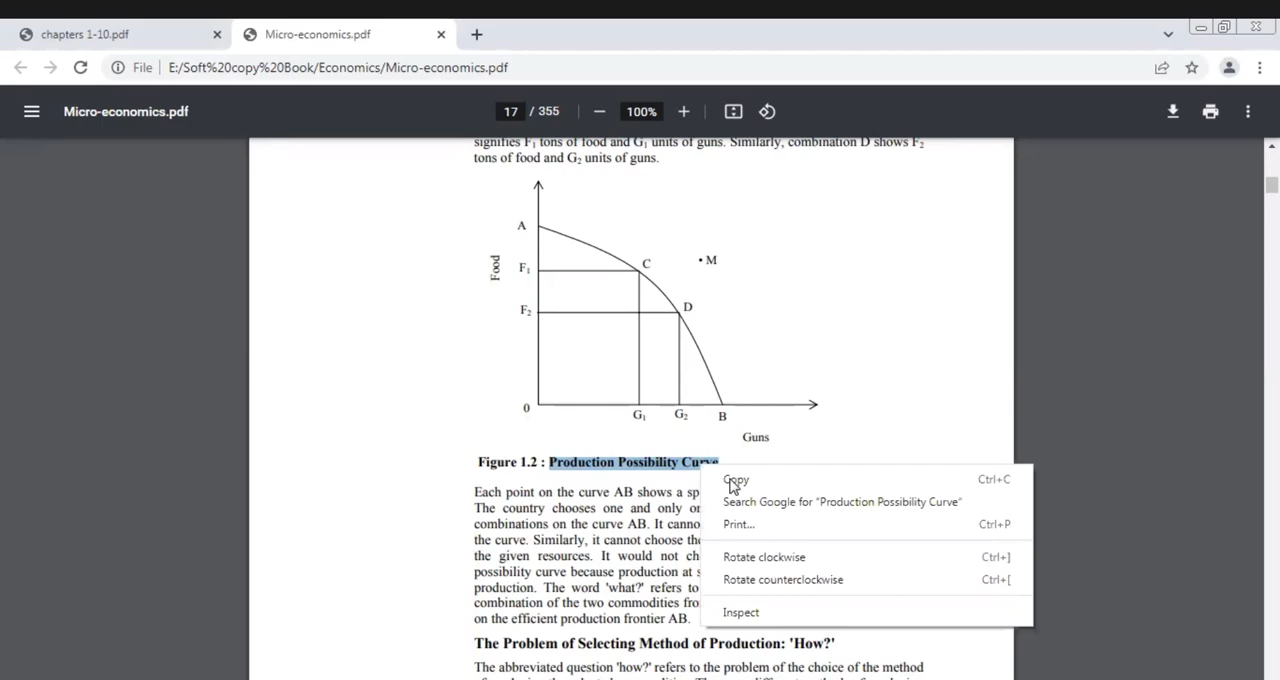 chapters 1-10.pdf
Micro-economics.pdf
File
E:/Soft%20copy%20Book/Economics/Micro-economics.pdf
Micro-economics.pdf
17 / 355
100%
signifies F₁ tons of food and G₁ units of guns. Similarly, combination D shows F₂
tons of food and G₂ units of guns.
A
F₁
C
M
Food
F₂
D
0
G₁
G₂
B
Guns
Figure 1.2 : Production Possibility Curve
Copy Ctrl+C
Search Google for "Production Possibility Curve"
Print... Ctrl+P
Rotate clockwise Ctrl+]
Rotate counterclockwise Ctrl+[
Inspect
Each point on the curve AB shows a sp
The country chooses one and only on
combinations on the curve AB. It canno
the curve. Similarly, it cannot choose the
the given resources. It would not ch
possibility curve because production at s
production. The word 'what?' refers to
combination of the two commodities fro
on the efficient production frontier AB.
The Problem of Selecting Method of Production: 'How?'
The abbreviated question 'how?' refers to the problem of the choice of the method